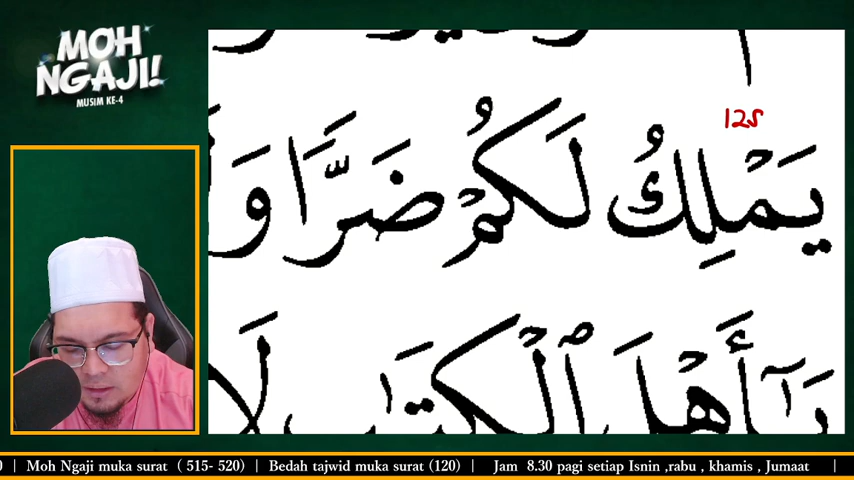 MOH
NGAJI!
MUSIM KE-4
125
يَمْلِكُ لَكُمْ ضَرًّا وَ
يَٰٓأَهْلَ ٱلْكِتَٰبِ لَا
Moh Ngaji muka surat ( 515- 520) | Bedah tajwid muka surat (120) | Jam 8.30 pagi setiap Isnin ,rabu , khamis , Jumaat |